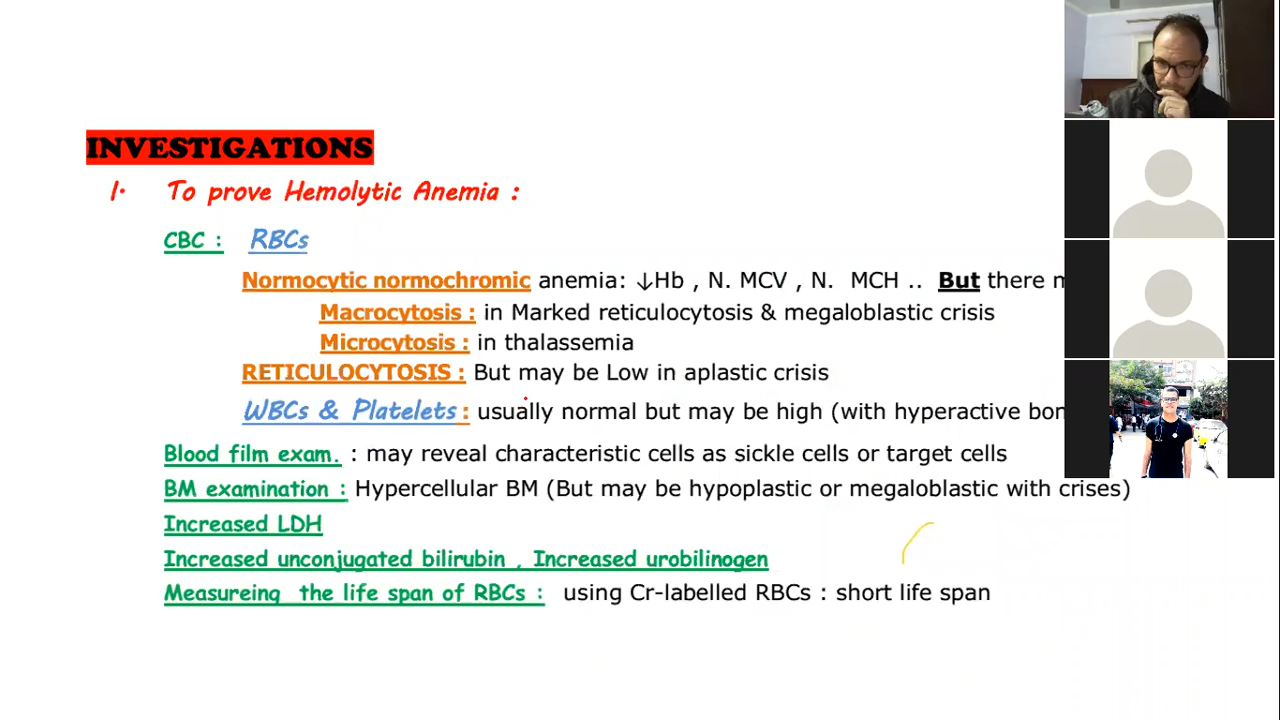 INVESTIGATIONS
1. To prove Hemolytic Anemia :
CBC : RBCs
Normocytic normochromic anemia: ↓Hb , N. MCV , N. MCH .. But there
Macrocytosis : in Marked reticulocytosis & megaloblastic crisis
Microcytosis : in thalassemia
RETICULOCYTOSIS : But may be Low in aplastic crisis
WBCs & Platelets : usually normal but may be high (with hyperactive
Blood film exam. : may reveal characteristic cells as sickle cells or target cells
BM examination : Hypercellular BM (But may be hypoplastic or megaloblastic with crises)
Increased LDH
Increased unconjugated bilirubin , Increased urobilinogen
Measureing the life span of RBCs : using Cr-labelled RBCs : short life span